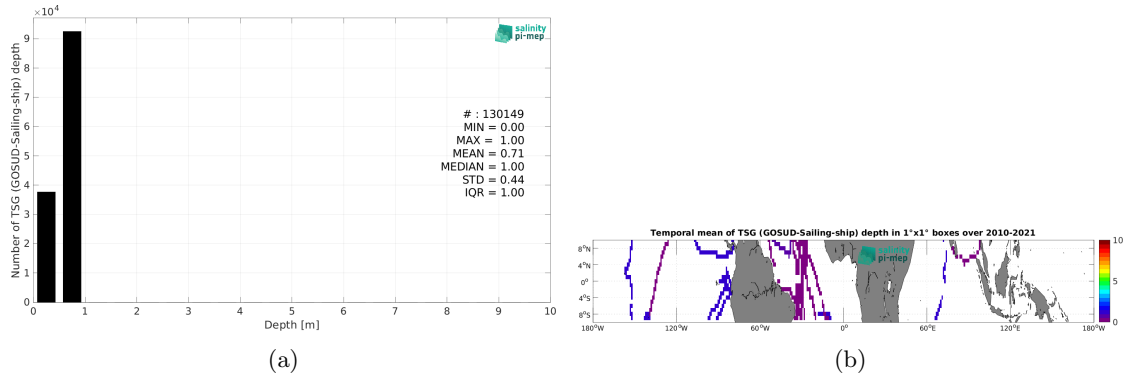 ×10⁴
9
8
7
6
5
4
3
2
1
0
Number of TSG (GOSUD-Sailing-ship) depth
salinity
pi-mep
# : 130149
MIN = 0.00
MAX = 1.00
MEAN = 0.71
MEDIAN = 1.00
STD = 0.44
IQR = 1.00
0 1 2 3 4 5 6 7 8 9 10
Depth [m]
(a)
Temporal mean of TSG (GOSUD-Sailing-ship) depth in 1°x1° boxes over 2010-2021
salinity
pi-mep
8°N
4°N
0°
4°S
8°S
180°W 120°W 60°W 0° 60°E 120°E 180°W
10
5
0
(b)